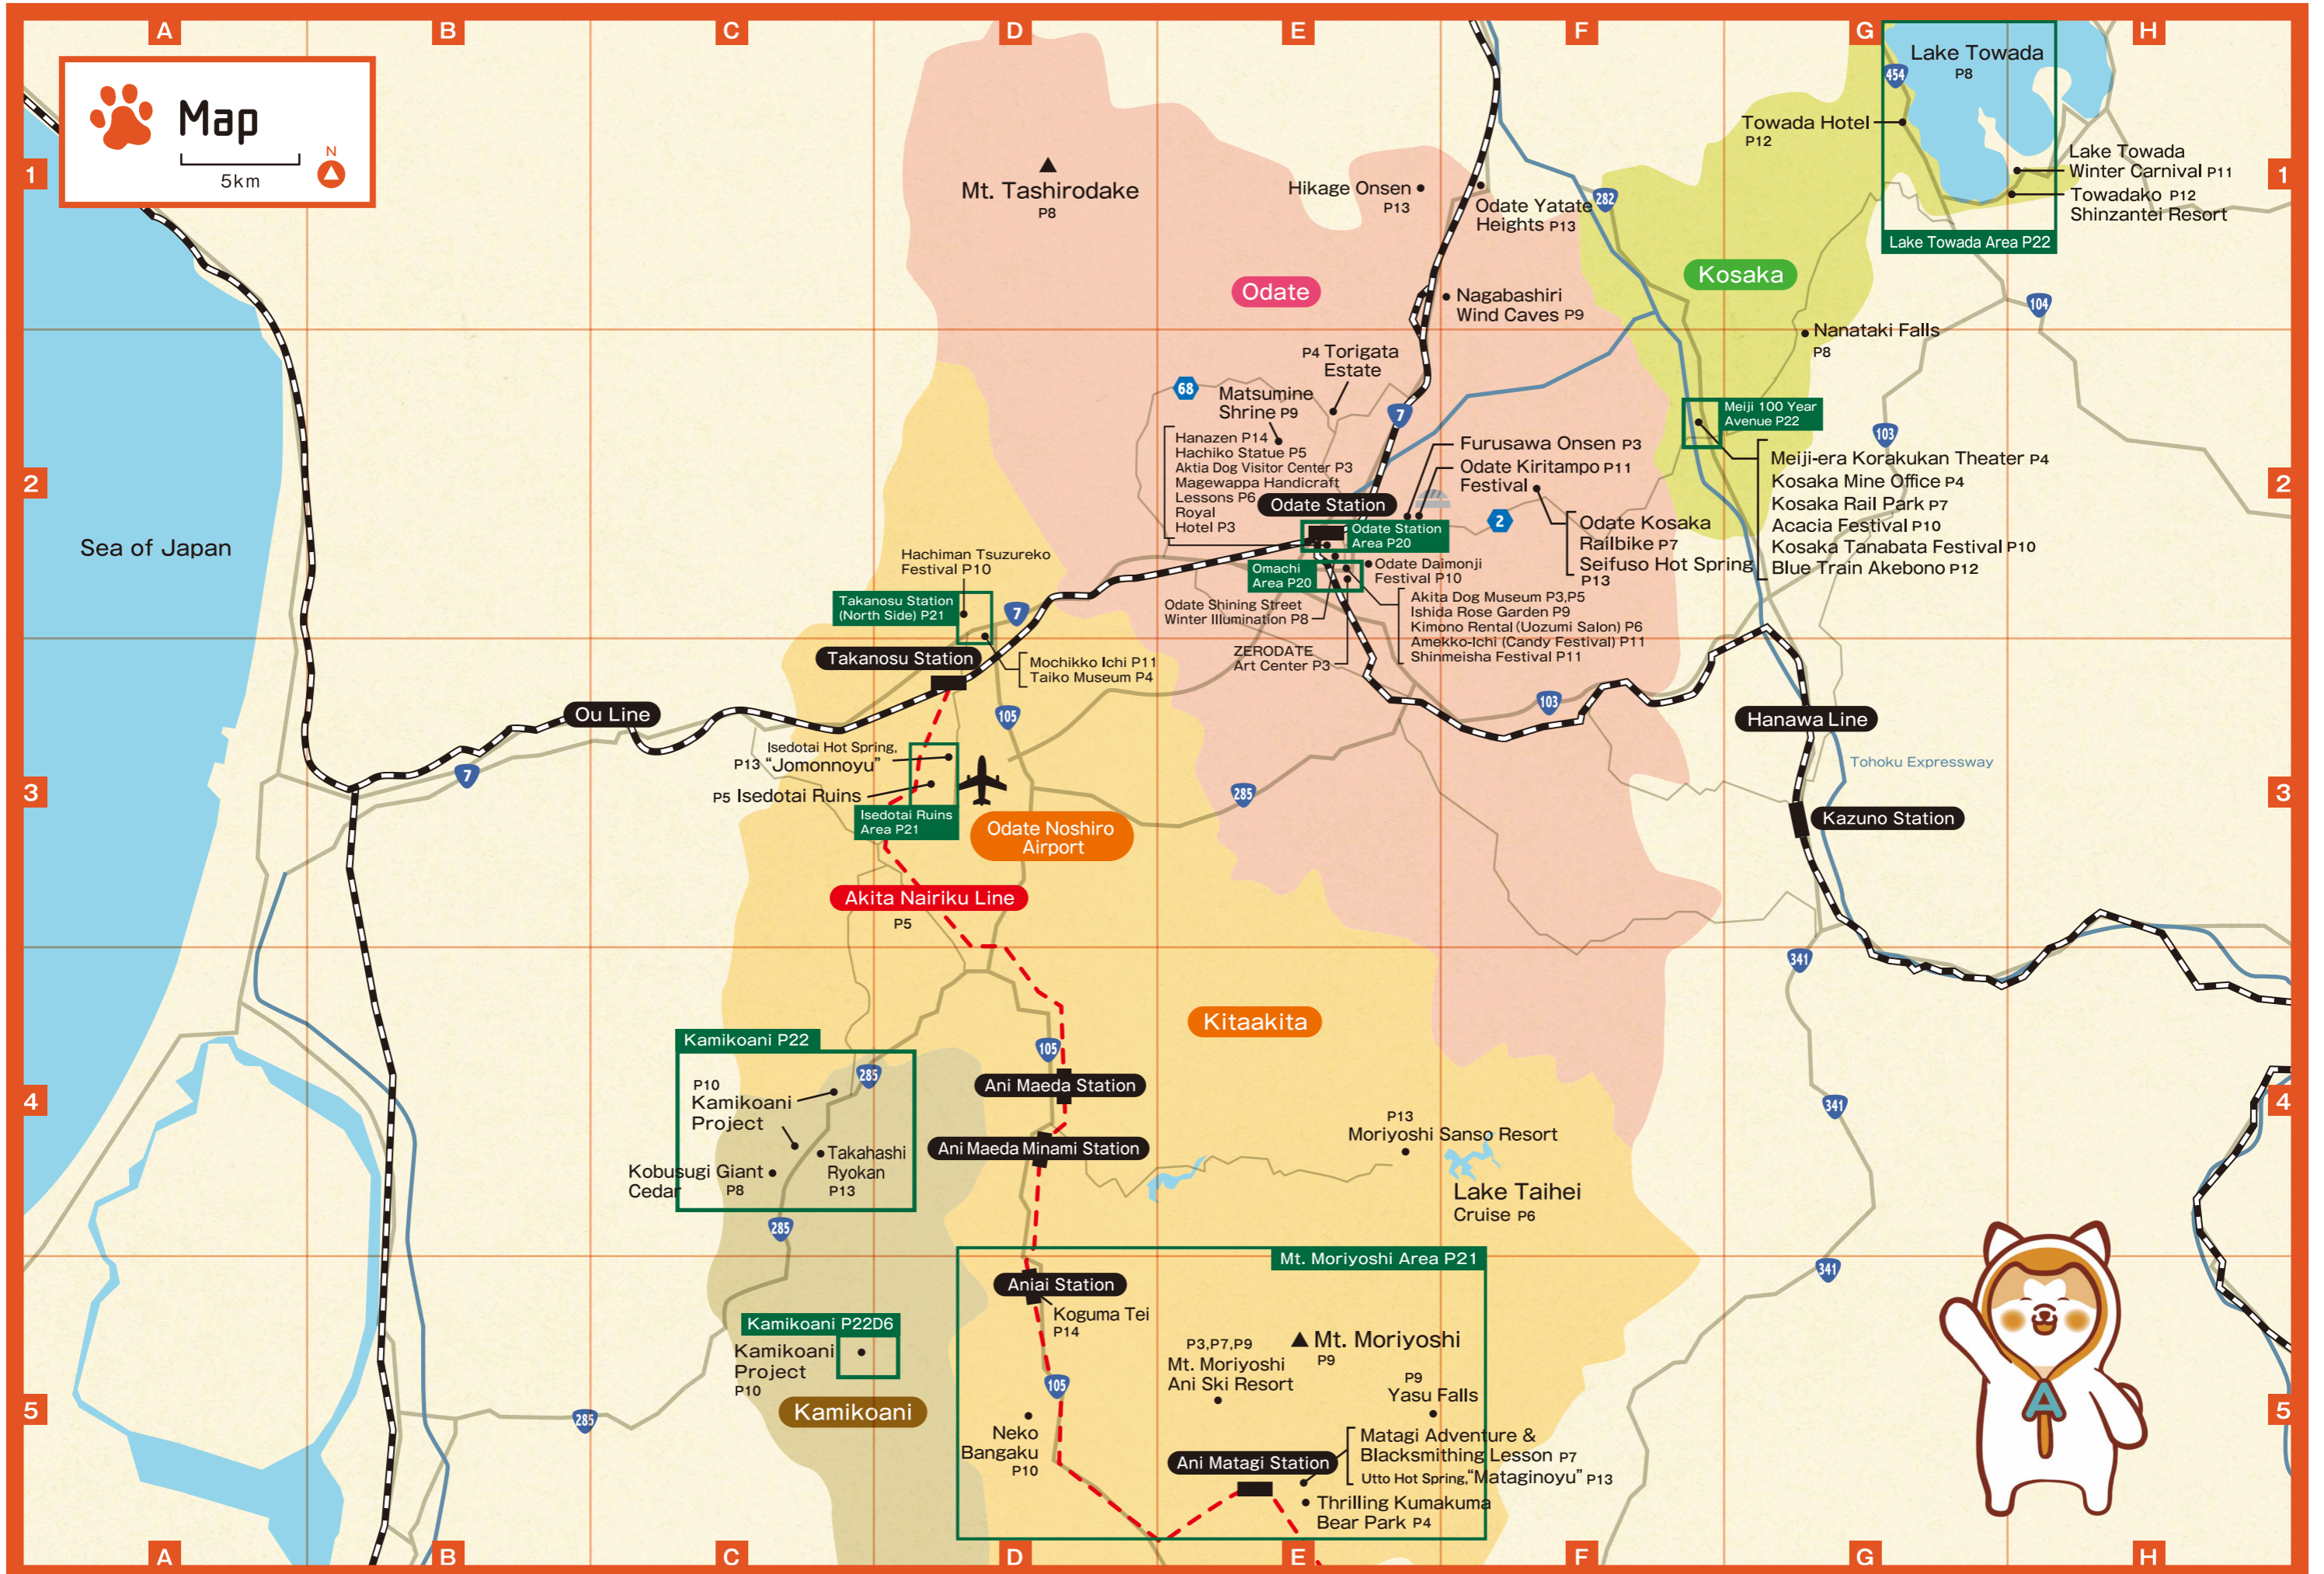 A
B
C
D
E
F
G
H
Map
5km
N
1
2
3
4
5
1
2
3
4
5
Lake Towada
P8
454
Towada Hotel
P12
Lake Towada
Winter Carnival P11
Towadako P12
Shinzantei Resort
Lake Towada Area P22
Mt. Tashirodake
P8
Hikage Onsen
P13
Odate Yatate
Heights P13
282
Odate
Kosaka
Nagabashiri
Wind Caves P9
104
Nanataki Falls
P8
P4 Torigata
Estate
68
Matsumine
Shrine P9
7
Meiji 100 Year
Avenue P22
103
Hanazen P14
Hachiko Statue P5
Aktia Dog Visitor Center P3
Magewappa Handicraft
Lessons P6
Royal
Hotel P3
Furusawa Onsen P3
Odate Kiritampo P11
Festival
Meiji-era Korakukan Theater P4
Kosaka Mine Office P4
Kosaka Rail Park P7
Acacia Festival P10
Kosaka Tanabata Festival P10
Blue Train Akebono P12
Odate Station
Odate Station
Area P20
2
Odate Kosaka
Railbike P7
Seifuso Hot Spring
P13
Sea of Japan
Hachiman Tsuzureko
Festival P10
Omachi
Area P20
Odate Daimonji
Festival P10
Takanosu Station
(North Side) P21
7
Odate Shining Street
Winter Illumination P8
Akita Dog Museum P3,P5
Ishida Rose Garden P9
Kimono Rental (Uozumi Salon) P6
Amekko-Ichi (Candy Festival) P11
Shinmeisha Festival P11
ZERODATE
Art Center P3
Takanosu Station
Mochikko Ichi P11
Taiko Museum P4
Ou Line
105
103
Hanawa Line
Isedotai Hot Spring,
P13 “Jomonnoyu”
7
P5 Isedotai Ruins
285
Tohoku Expressway
Isedotai Ruins
Area P21
Odate Noshiro
Airport
Kazuno Station
Akita Nairiku Line
P5
341
Kitaakita
Kamikoani P22
105
285
P10
Kamikoani
Project
Ani Maeda Station
341
P13
Moriyoshi Sanso Resort
Ani Maeda Minami Station
Takahashi
Ryokan
P13
Kobusugi Giant
Cedar
P8
Lake Taihei
Cruise P6
285
Mt. Moriyoshi Area P21
341
Aniai Station
Koguma Tei
P14
Kamikoani P22D6
Kamikoani
Project
P10
P3,P7,P9
Mt. Moriyoshi
Ani Ski Resort
Mt. Moriyoshi
P9
P9
Yasu Falls
105
Kamikoani
285
Neko
Bangaku
P10
Matagi Adventure &
Blacksmithing Lesson P7
Utto Hot Spring,“Mataginoyu” P13
Ani Matagi Station
Thrilling Kumakuma
Bear Park P4
A
A
B
C
D
E
F
G
H